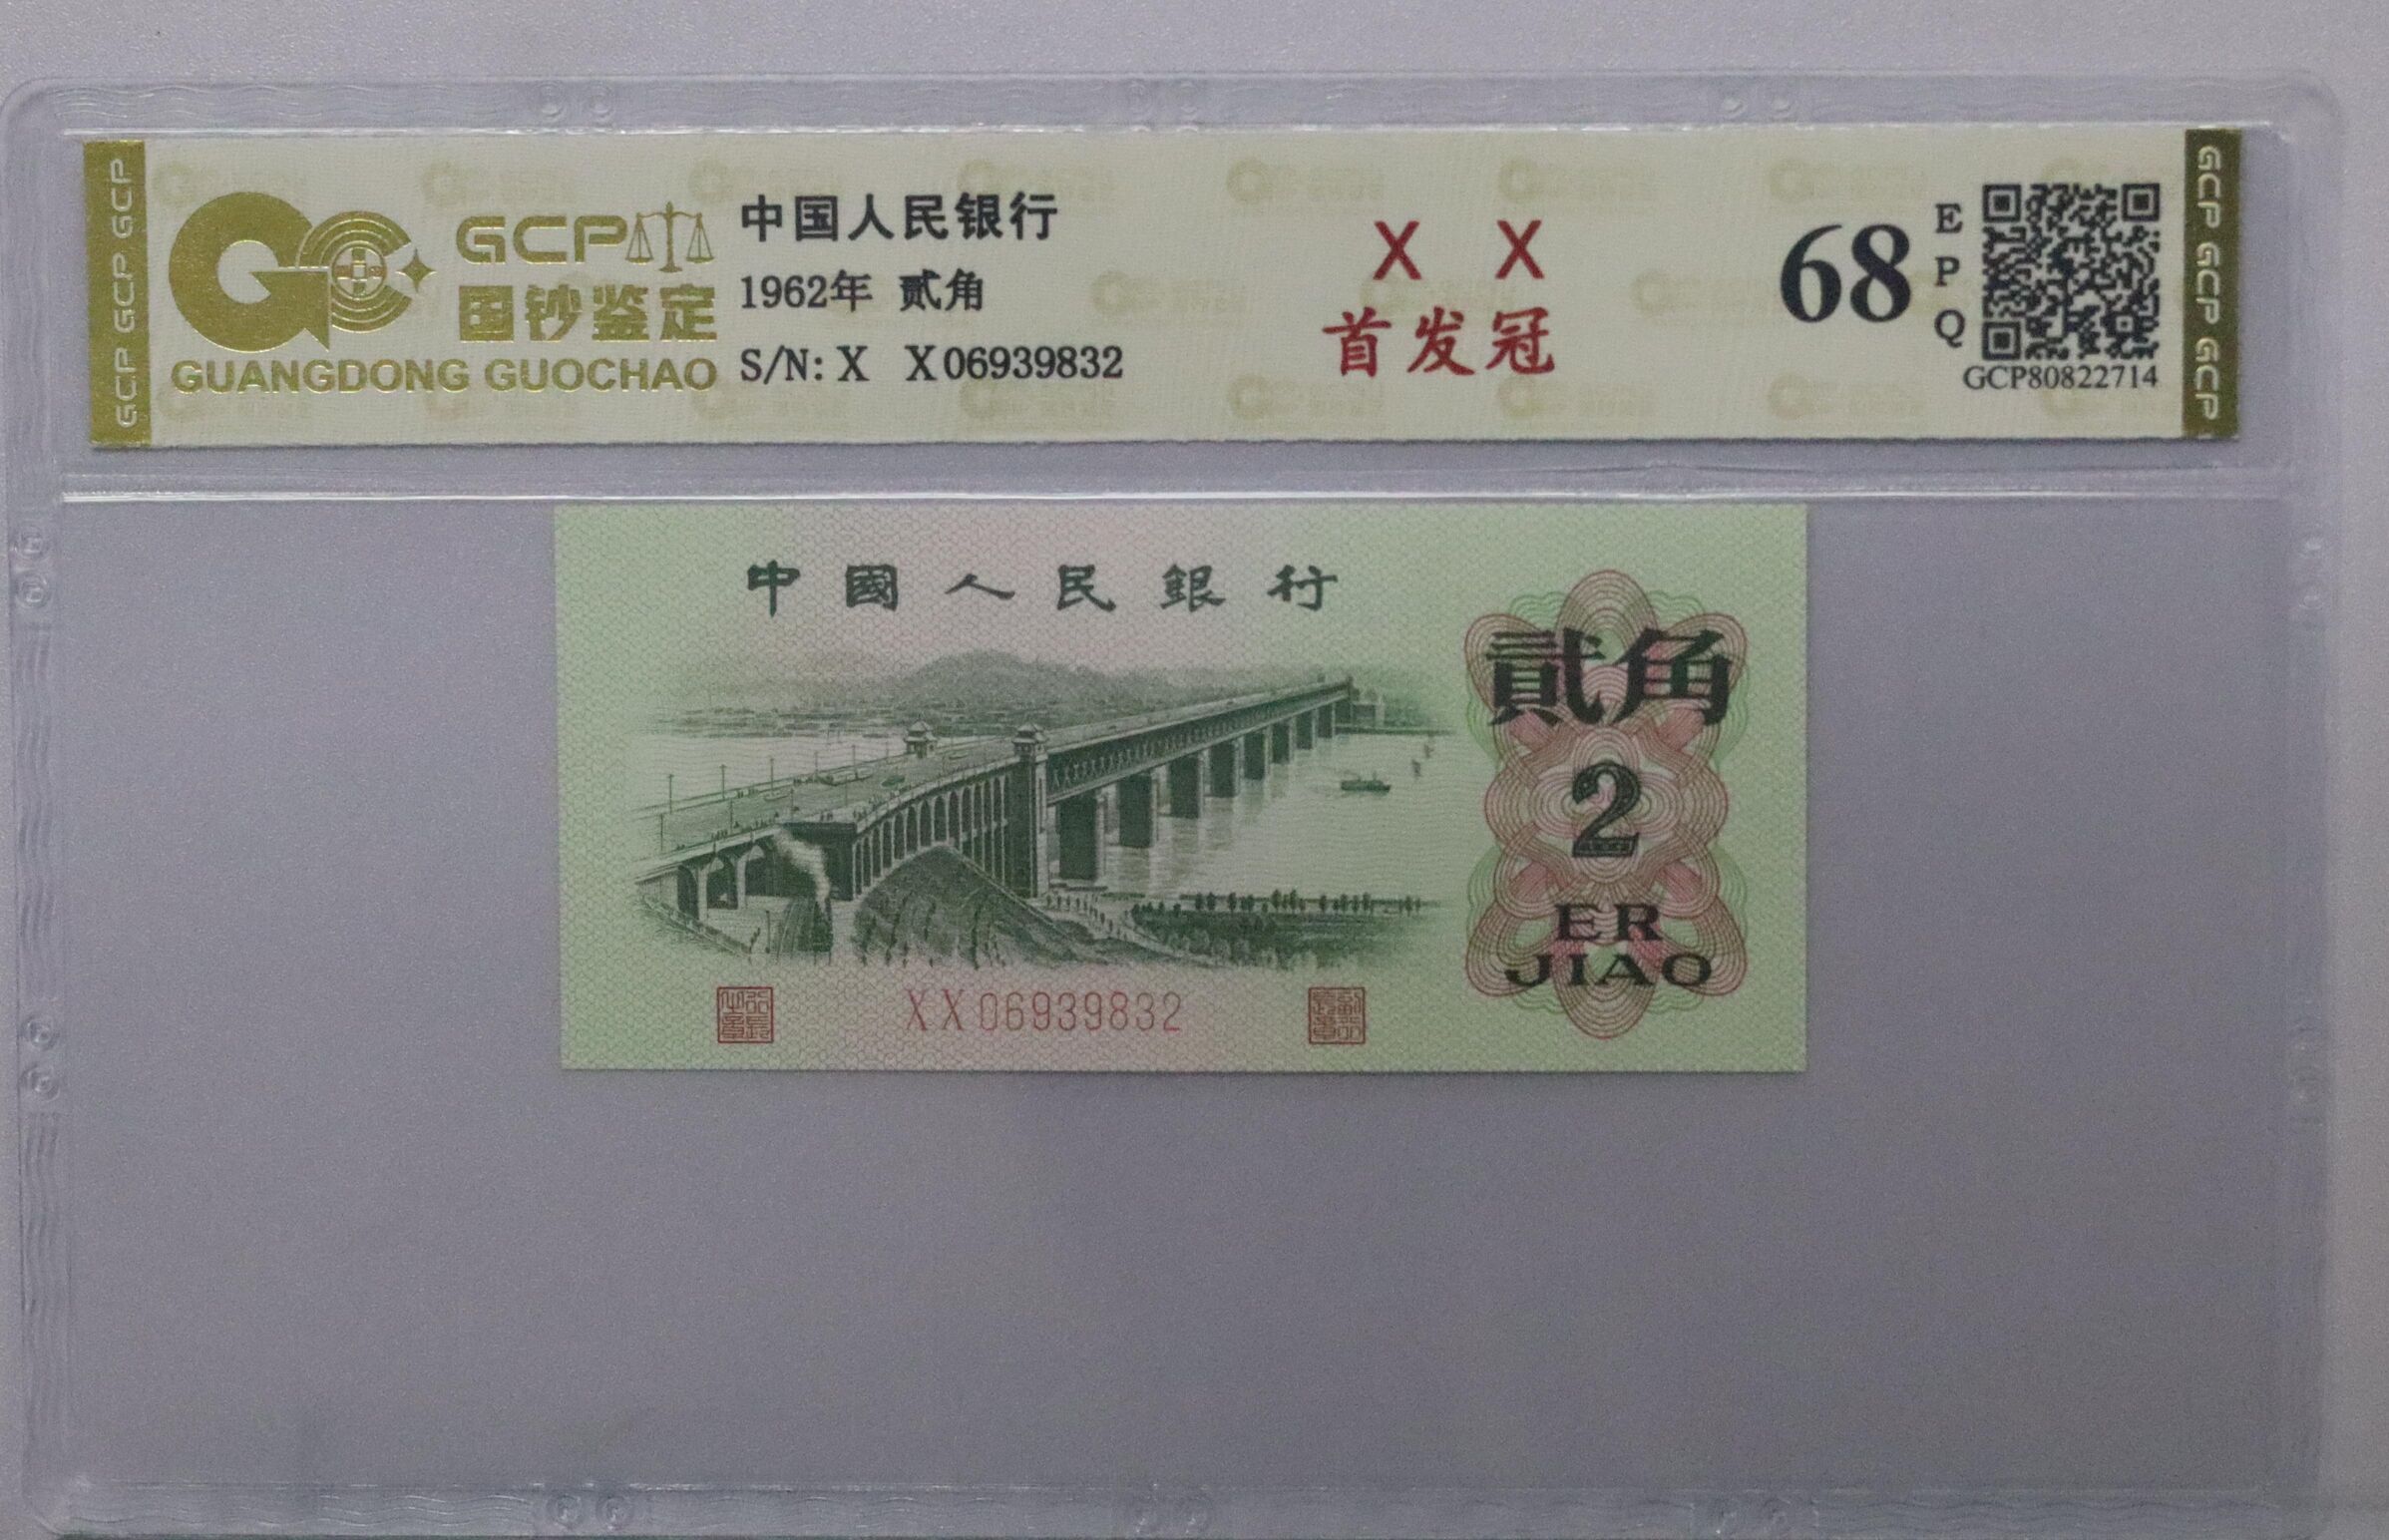 GCP GCP GCP
GCP
国钞鉴定
GUANGDONG GUOCHAO
中国人民银行
1962年 贰角
S/N: X X06939832
X X
首发冠
68
EPQ
GCP80822714
GCP GCP GCP
中國人民銀行
貳角
2
ER
JIAO
XX06939832